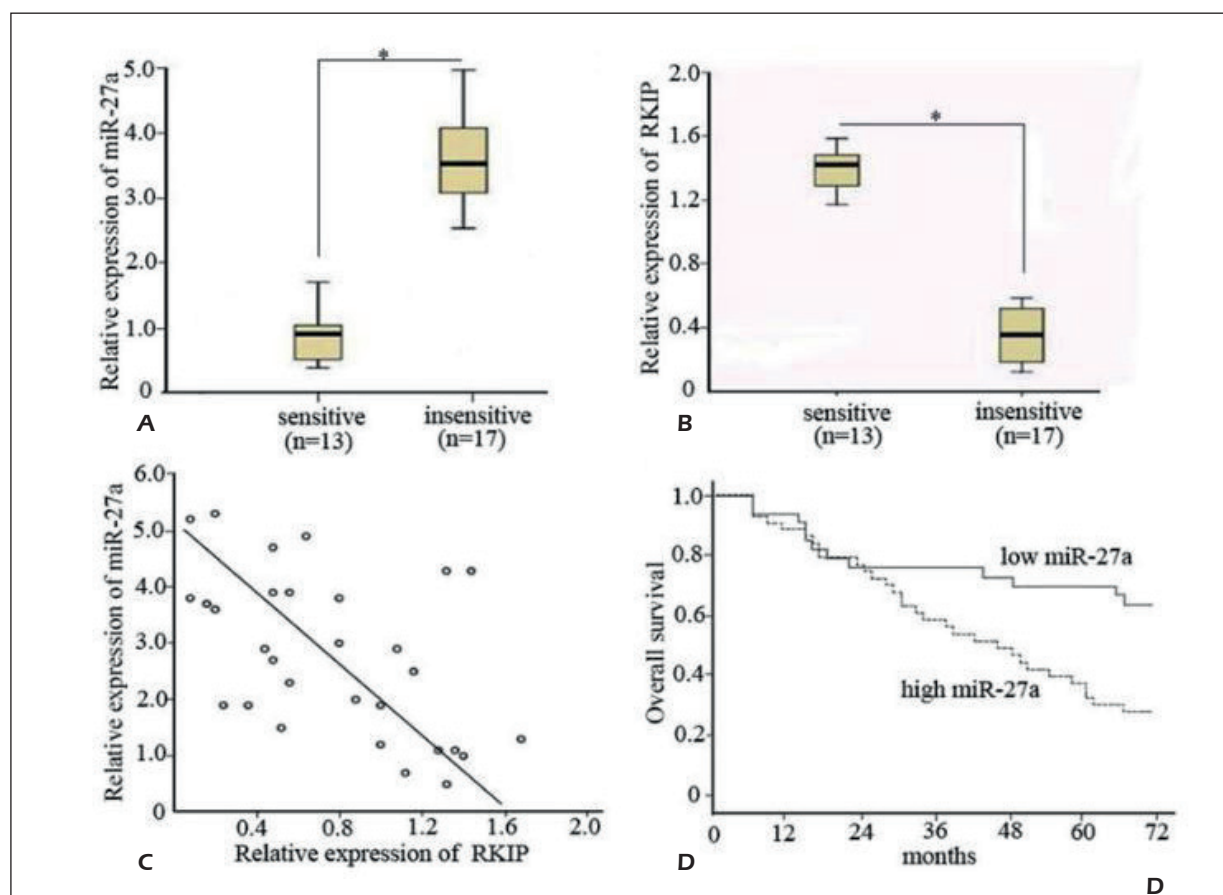 Relative expression of miR-27a
5.0
4.0
3.0
2.0
1.0
0
*
sensitive
(n=13)
insensitive
(n=17)
A
Relative expression of RKIP
2.0
1.6
1.2
0.8
0.4
0
*
sensitive
(n=13)
insensitive
(n=17)
B
Relative expression of miR-27a
6.0
5.0
4.0
3.0
2.0
1.0
0
0.4
0.8
1.2
1.6
2.0
Relative expression of RKIP
C
Overall survival
1.0
0.8
0.6
0.4
0.2
0
low miR-27a
high miR-27a
0
12
24
36
48
60
72
months
D
D